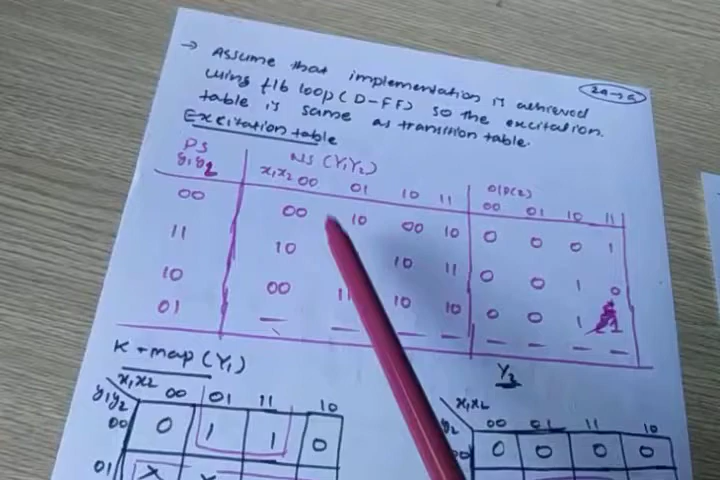 → Assume that implementation is achieved
using flb loop (D-FF) so the excitation
table is same as transition table.
Excitation table
PS NS (Y1Y2) O|P(Z)
y1y2 x1x2 00 01 10 11 00 01 10 11
00 00 10 00 10 0 0 0 1
11 10 10 11 0 0 1 0
10 00 11 10 10 0 0 1
01 — — — — — — — —
K-map (Y1) Y2
x1x2 x1x2
y1y2 00 01 11 10 y2 00 01 11 10
00 0 1 1 0 0 0 0 0
01 X X